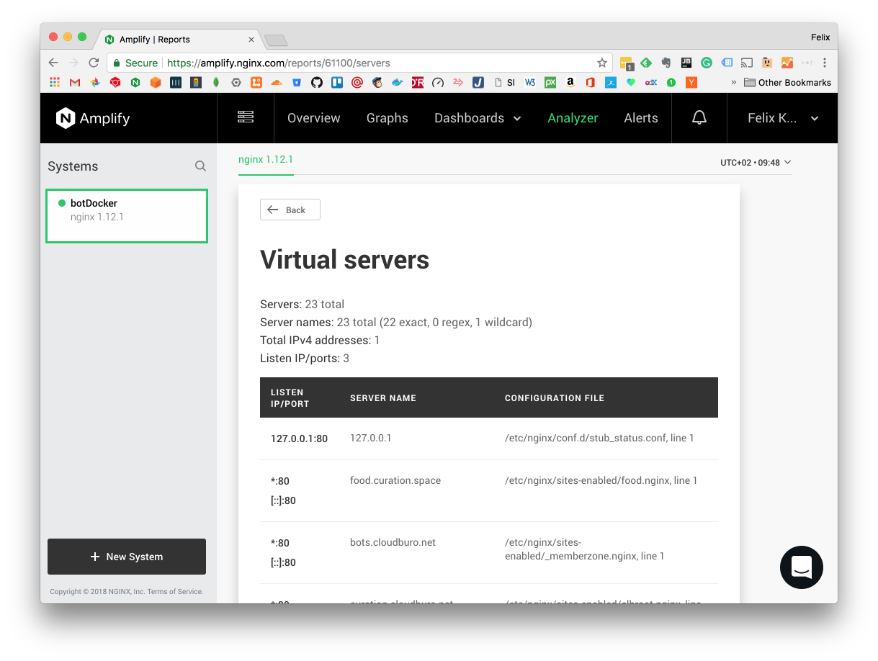 Amplify | Reports
Felix
Secure https://amplify.nginx.com/reports/61100/servers
SI
Other Bookmarks
Amplify
Overview
Graphs
Dashboards
Analyzer
Alerts
Felix K...
Systems
nginx 1.12.1
UTC+02 • 09:48
botDocker
nginx 1.12.1
Back
Virtual servers
Servers: 23 total
Server names: 23 total (22 exact, 0 regex, 1 wildcard)
Total IPv4 addresses: 1
Listen IP/ports: 3
LISTEN
IP/PORT
SERVER NAME
CONFIGURATION FILE
127.0.0.1:80
127.0.0.1
/etc/nginx/conf.d/stub_status.conf, line 1
*:80
[::]:80
food.curation.space
/etc/nginx/sites-enabled/food.nginx, line 1
*:80
[::]:80
bots.cloudburo.net
/etc/nginx/sites-
enabled/_memberzone.nginx, line 1
+ New System
Copyright © 2018 NGINX, Inc. Terms of Service.